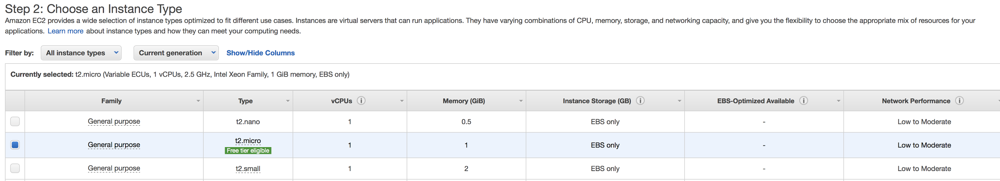 Step 2: Choose an Instance Type
Amazon EC2 provides a wide selection of instance types optimized to fit different use cases. Instances are virtual servers that can run applications. They have varying combinations of CPU, memory, storage, and networking capacity, and give you the flexibility to choose the appropriate mix of resources for your
applications. Learn more about instance types and how they can meet your computing needs.
Filter by: All instance types Current generation Show/Hide Columns
Currently selected: t2.micro (Variable ECUs, 1 vCPUs, 2.5 GHz, Intel Xeon Family, 1 GiB memory, EBS only)
Family Type vCPUs i Memory (GiB) Instance Storage (GB) i EBS-Optimized Available i Network Performance i
General purpose t2.nano 1 0.5 EBS only - Low to Moderate
General purpose t2.micro 1 1 EBS only - Low to Moderate
Free tier eligible
General purpose t2.small 1 2 EBS only - Low to Moderate